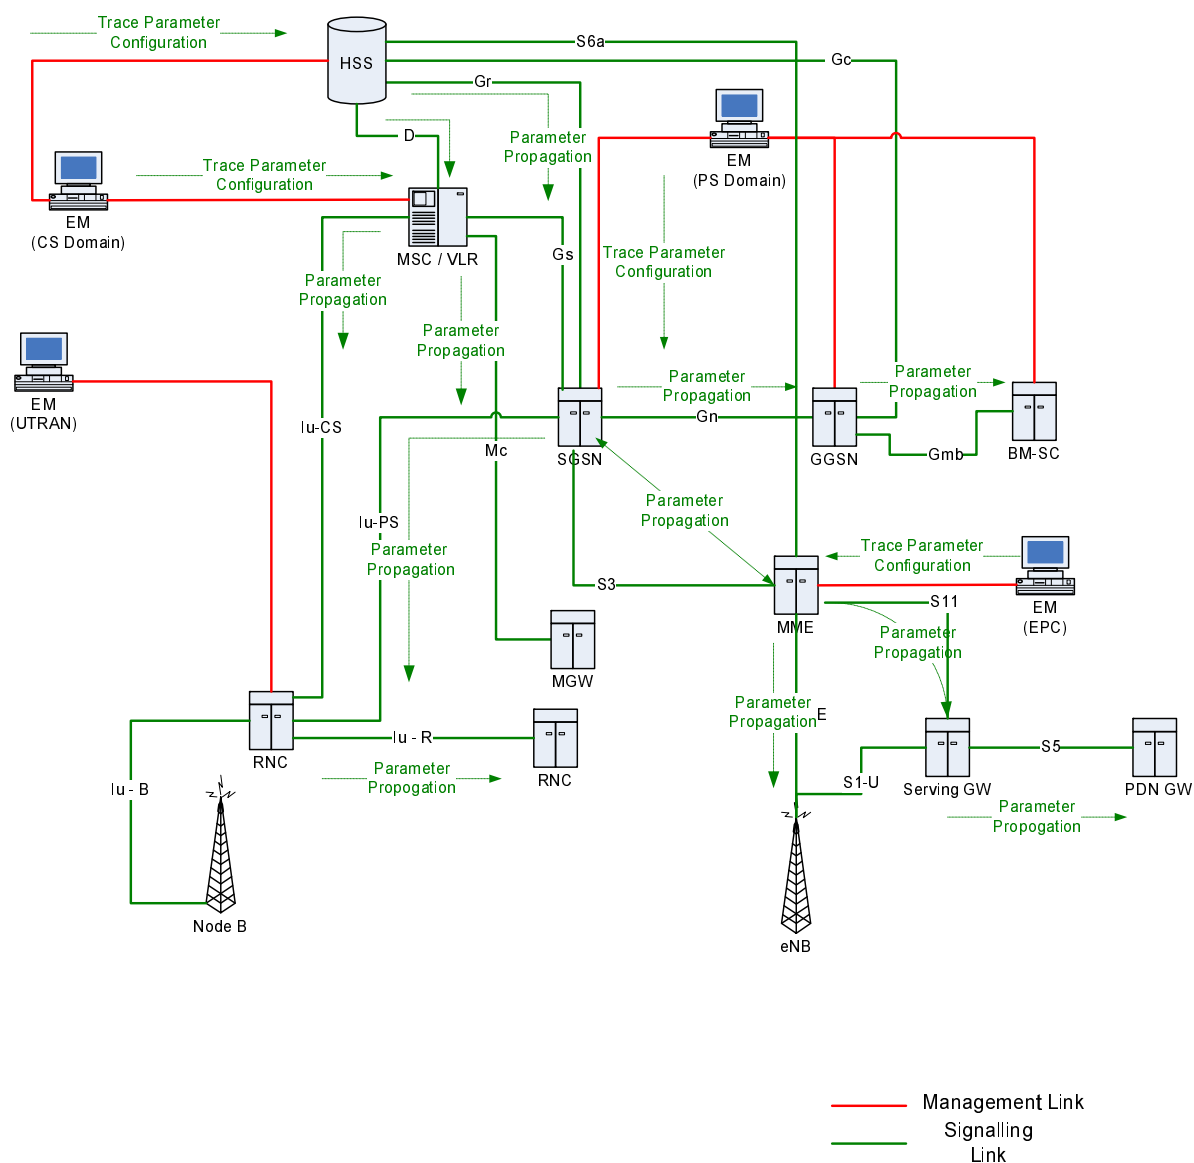 Trace Parameter
Configuration
HSS
S6a
Gc
Gr
D
Parameter
Propagation
EM
(PS Domain)
Trace Parameter
Configuration
EM
(CS Domain)
MSC / VLR
Gs
Trace Parameter
Configuration
Parameter
Propagation
Parameter
Propagation
EM
(UTRAN)
Parameter
Propagation
Parameter
Propagation
Iu-CS
Mc
SGSN
Gn
GGSN
Gmb
BM-SC
Iu-PS
Parameter
Propagation
Parameter
Propagation
Trace Parameter
Configuration
S3
MME
S11
EM
(EPC)
Parameter
Propagation
MGW
Parameter
Propagation
E
Iu - R
RNC
RNC
Parameter
Propogation
Iu - B
S1-U
Serving GW
S5
PDN GW
Parameter
Propogation
Node B
eNB
Management Link
Signalling
Link